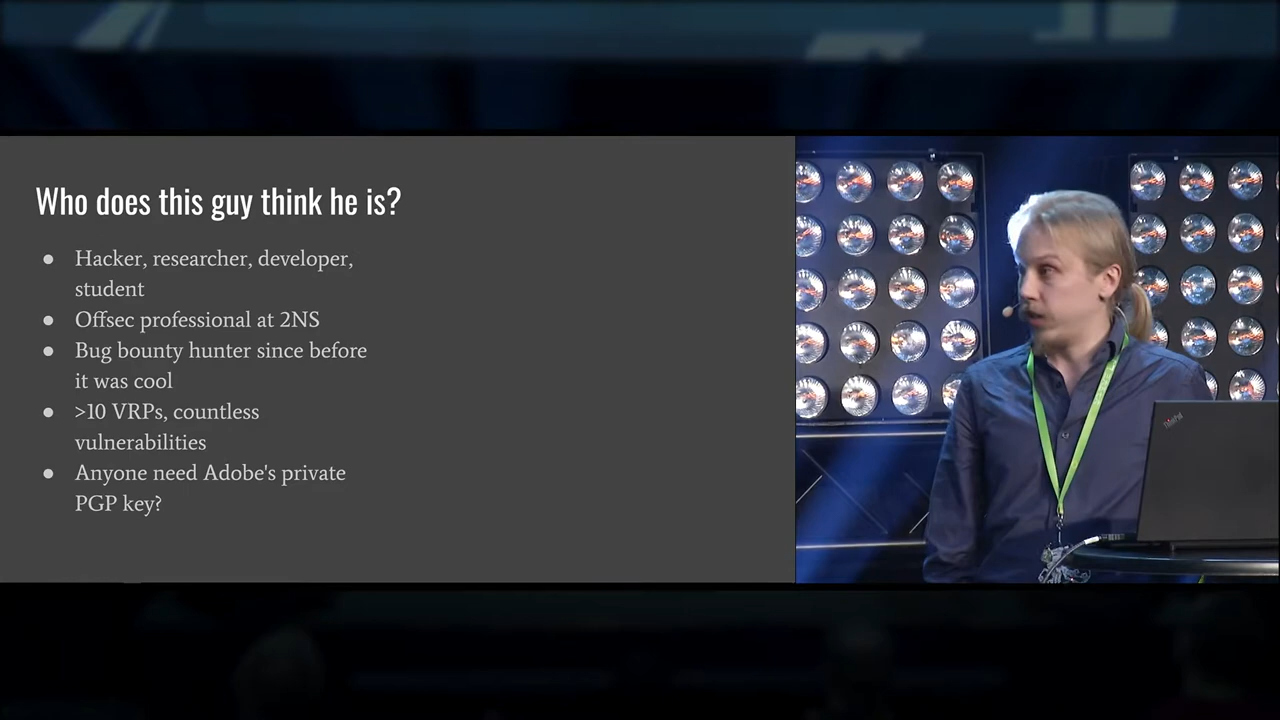 Who does this guy think he is?
● Hacker, researcher, developer,
student
● Offsec professional at 2NS
● Bug bounty hunter since before
it was cool
● >10 VRPs, countless
vulnerabilities
● Anyone need Adobe's private
PGP key?
ThinkPad